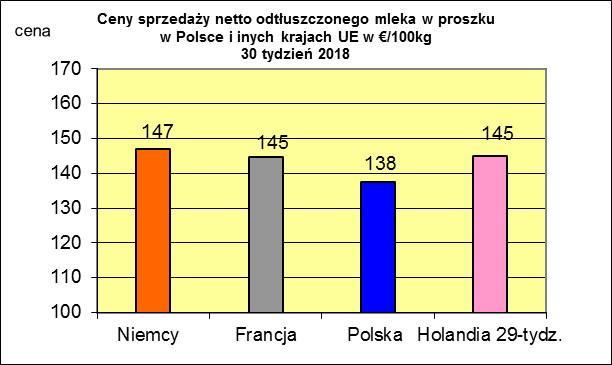 Ceny sprzedaży netto odtłuszczonego mleka w proszku
w Polsce i inych krajach UE w €/100kg
30 tydzień 2018
cena
170
160
150
140
130
120
110
100
147
145
138
145
Niemcy
Francja
Polska
Holandia 29-tydz.